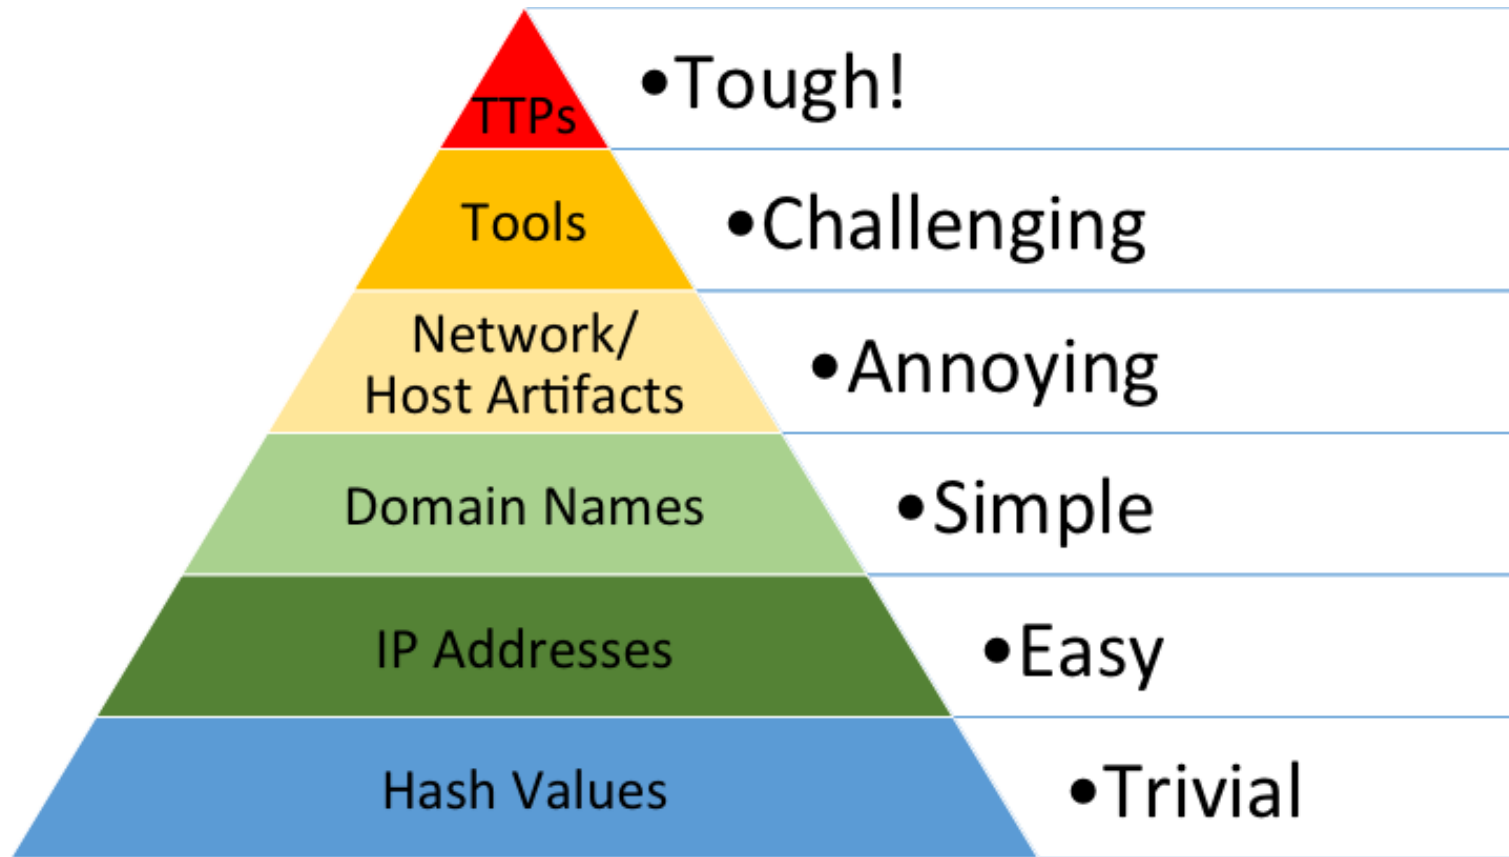 TTPs
•Tough!
Tools
•Challenging
Network/
Host Artifacts
•Annoying
Domain Names
•Simple
IP Addresses
•Easy
Hash Values
•Trivial